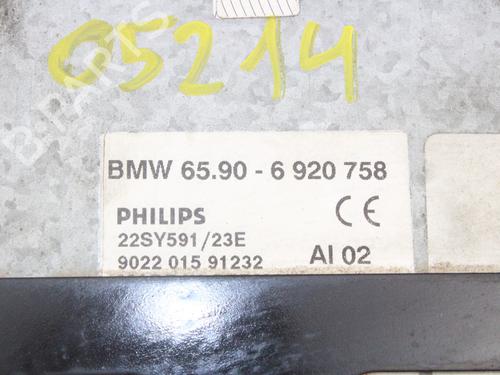 05214
B-PARTS
BMW 65.90 - 6 920 758
PHILIPS
CE
22SY591/23E
9022 015 91232
AI 02